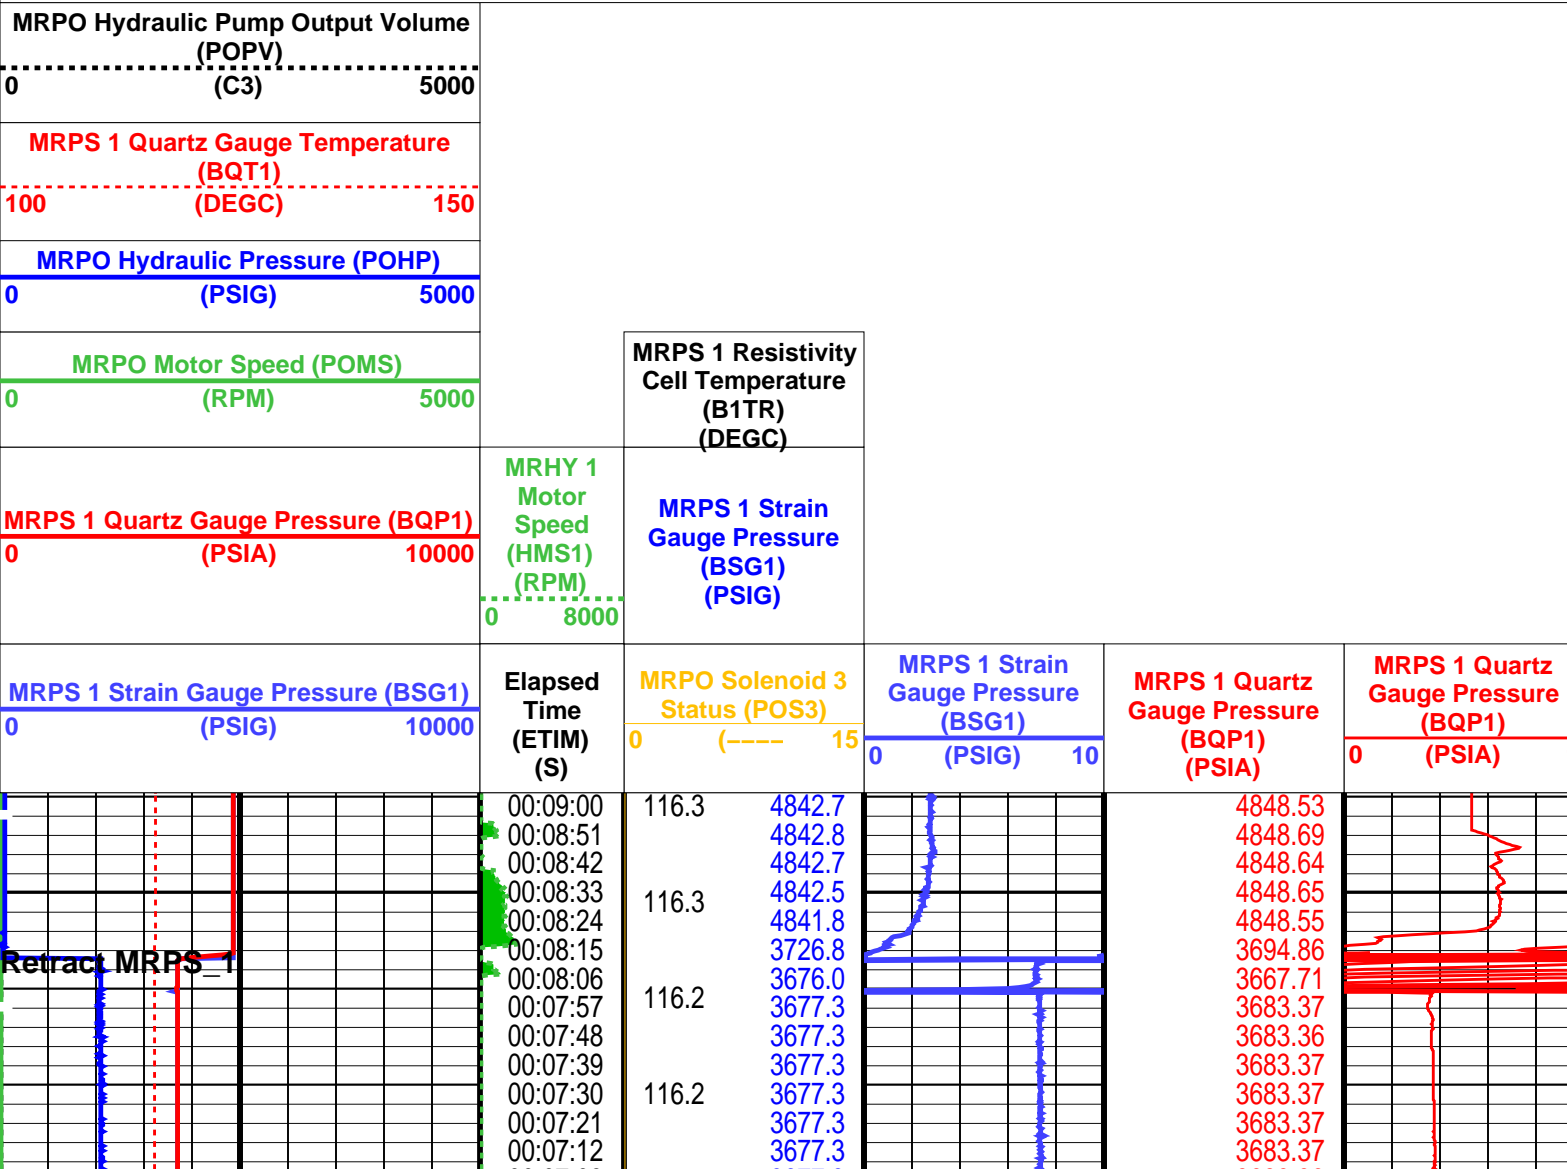 MRPO Hydraulic Pump Output Volume
(POPV)
0 (C3) 5000
MRPS 1 Quartz Gauge Temperature
(BQT1)
100 (DEGC) 150
MRPO Hydraulic Pressure (POHP)
0 (PSIG) 5000
MRPO Motor Speed (POMS)
0 (RPM) 5000
MRPS 1 Resistivity
Cell Temperature
(B1TR)
(DEGC)
MRPS 1 Quartz Gauge Pressure (BQP1)
0 (PSIA) 10000
MRHY 1
Motor
Speed
(HMS1)
(RPM)
0 8000
MRPS 1 Strain
Gauge Pressure
(BSG1)
(PSIG)
MRPS 1 Strain Gauge Pressure (BSG1)
0 (PSIG) 10000
Elapsed
Time
(ETIM)
(S)
MRPO Solenoid 3
Status (POS3)
0 (---- 15
MRPS 1 Strain
Gauge Pressure
(BSG1)
0 (PSIG) 10
MRPS 1 Quartz
Gauge Pressure
(BQP1)
(PSIA)
MRPS 1 Quartz
Gauge Pressure
(BQP1)
0 (PSIA)
00:09:00 116.3 4842.7 4848.53
00:08:51 4842.8 4848.69
00:08:42 4842.7 4848.64
00:08:33 116.3 4842.5 4848.65
00:08:24 4841.8 4848.55
00:08:15 3726.8 3694.86
Retract MRPS_1
00:08:06 3676.0 3667.71
00:07:57 116.2 3677.3 3683.37
00:07:48 3677.3 3683.36
00:07:39 3677.3 3683.37
00:07:30 116.2 3677.3 3683.37
00:07:21 3677.3 3683.37
00:07:12 3677.3 3683.37